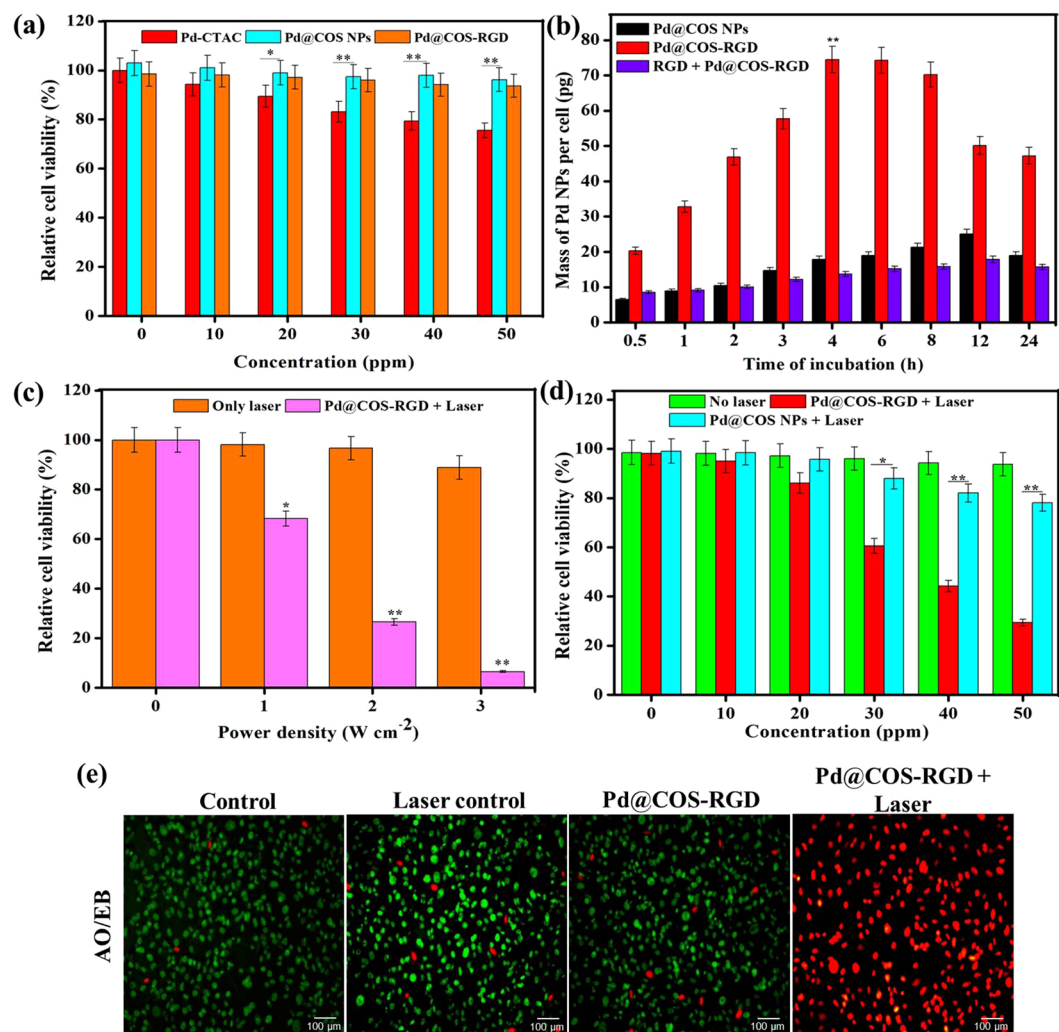 (a)
Pd-CTAC Pd@COS NPs Pd@COS-RGD
* ** ** **
120
100
80
60
40
20
0
Relative cell viability (%)
0 10 20 30 40 50
Concentration (ppm)
(b)
Pd@COS NPs
Pd@COS-RGD
RGD + Pd@COS-RGD
**
80
70
60
50
40
30
20
10
0
Mass of Pd NPs per cell (pg)
0.5 1 2 3 4 6 8 12 24
Time of incubation (h)
(c)
Only laser Pd@COS-RGD + Laser
* ** **
120
100
80
60
40
20
0
Relative cell viability (%)
0 1 2 3
Power density (W cm-2)
(d)
No laser Pd@COS-RGD + Laser
Pd@COS NPs + Laser
* ** **
120
100
80
60
40
20
0
Relative cell viability (%)
0 10 20 30 40 50
Concentration (ppm)
(e)
Control
Laser control
Pd@COS-RGD
Pd@COS-RGD +
Laser
AO/EB
100 µm
100 µm
100 µm
100 µm